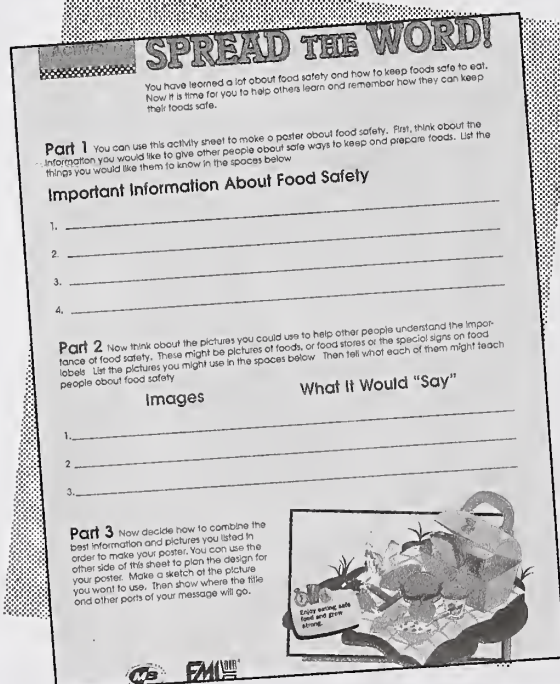 ACTIVITY
SPREAD THE WORD!
You have learned a lot about food safety and how to keep foods safe to eat.
Now it is time for you to help others learn and remember how they can keep
their foods safe.
Part 1 You can use this activity sheet to make a poster about food safety. First, think about the
information you would like to give other people about safe ways to keep and prepare foods. List the
things you would like them to know in the spaces below
Important Information About Food Safety
1.
2.
3.
4.
Part 2 Now think about the pictures you could use to help other people understand the impor-
tance of food safety. These might be pictures of foods, or food stores or the special signs on food
labels List the pictures you might use in the spaces below Then tell what each of them might teach
people about food safety
Images What It Would “Say”
1.
2
3.
Part 3 Now decide how to combine the
best information and pictures you listed in
order to make your poster. You can use the
other side of this sheet to plan the design for
your poster. Make a sketch of the picture
you want to use. Then show where the title
and other parts of your message will go.
Enjoy eating safe
food and grow
strong.
FMI